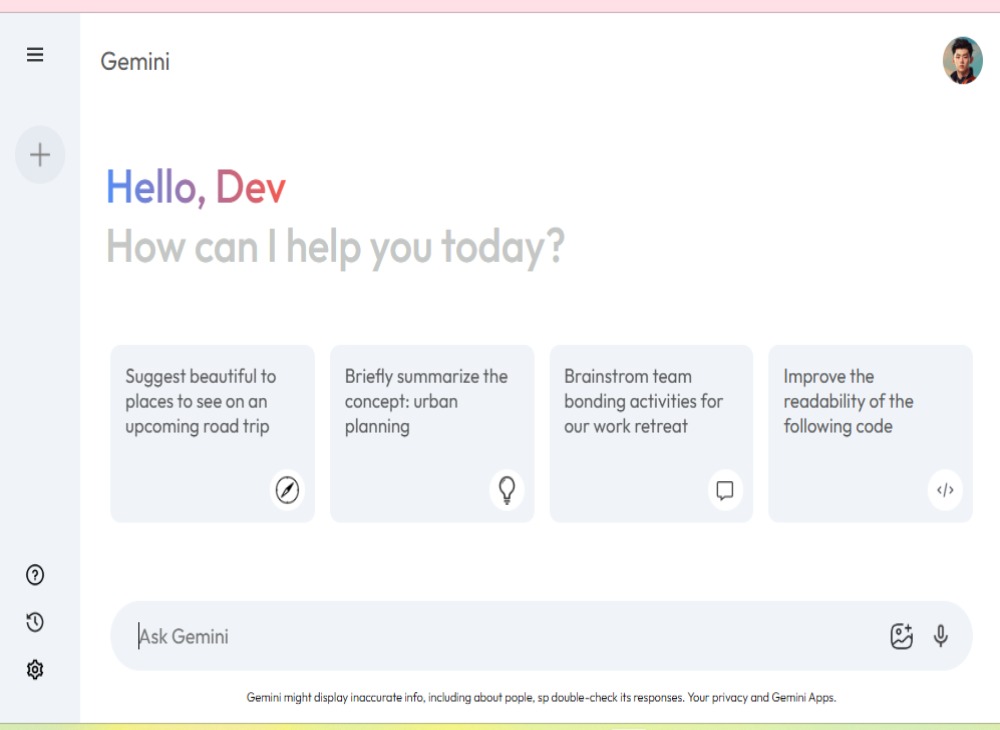 Gemini
Hello, Dev
How can I help you today?
Suggest beautiful to
places to see on an
upcoming road trip
Briefly summarize the
concept: urban
planning
Brainstrom team
bonding activities for
our work retreat
Improve the
readability of the
following code
</>
Ask Gemini
Gemini might display inaccurate info, including about pople, sp double-check its responses. Your privacy and Gemini Apps.